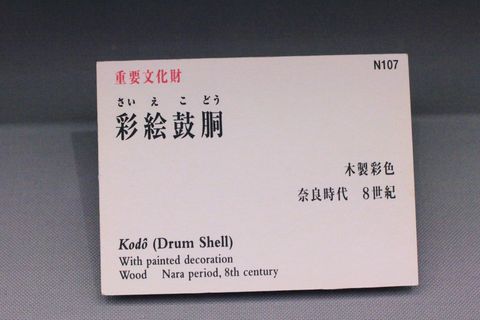 N107
重要文化財
さい え こ どう
彩絵鼓胴
木製彩色
奈良時代 8世紀
Kodô (Drum Shell)
With painted decoration
Wood Nara period, 8th century